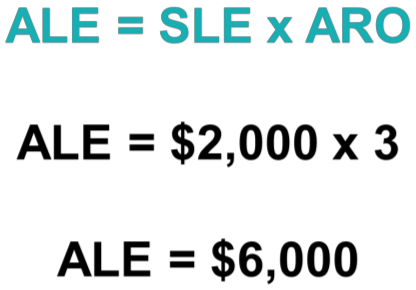 ALE = SLE x ARO
ALE = $2,000 x 3
ALE = $6,000